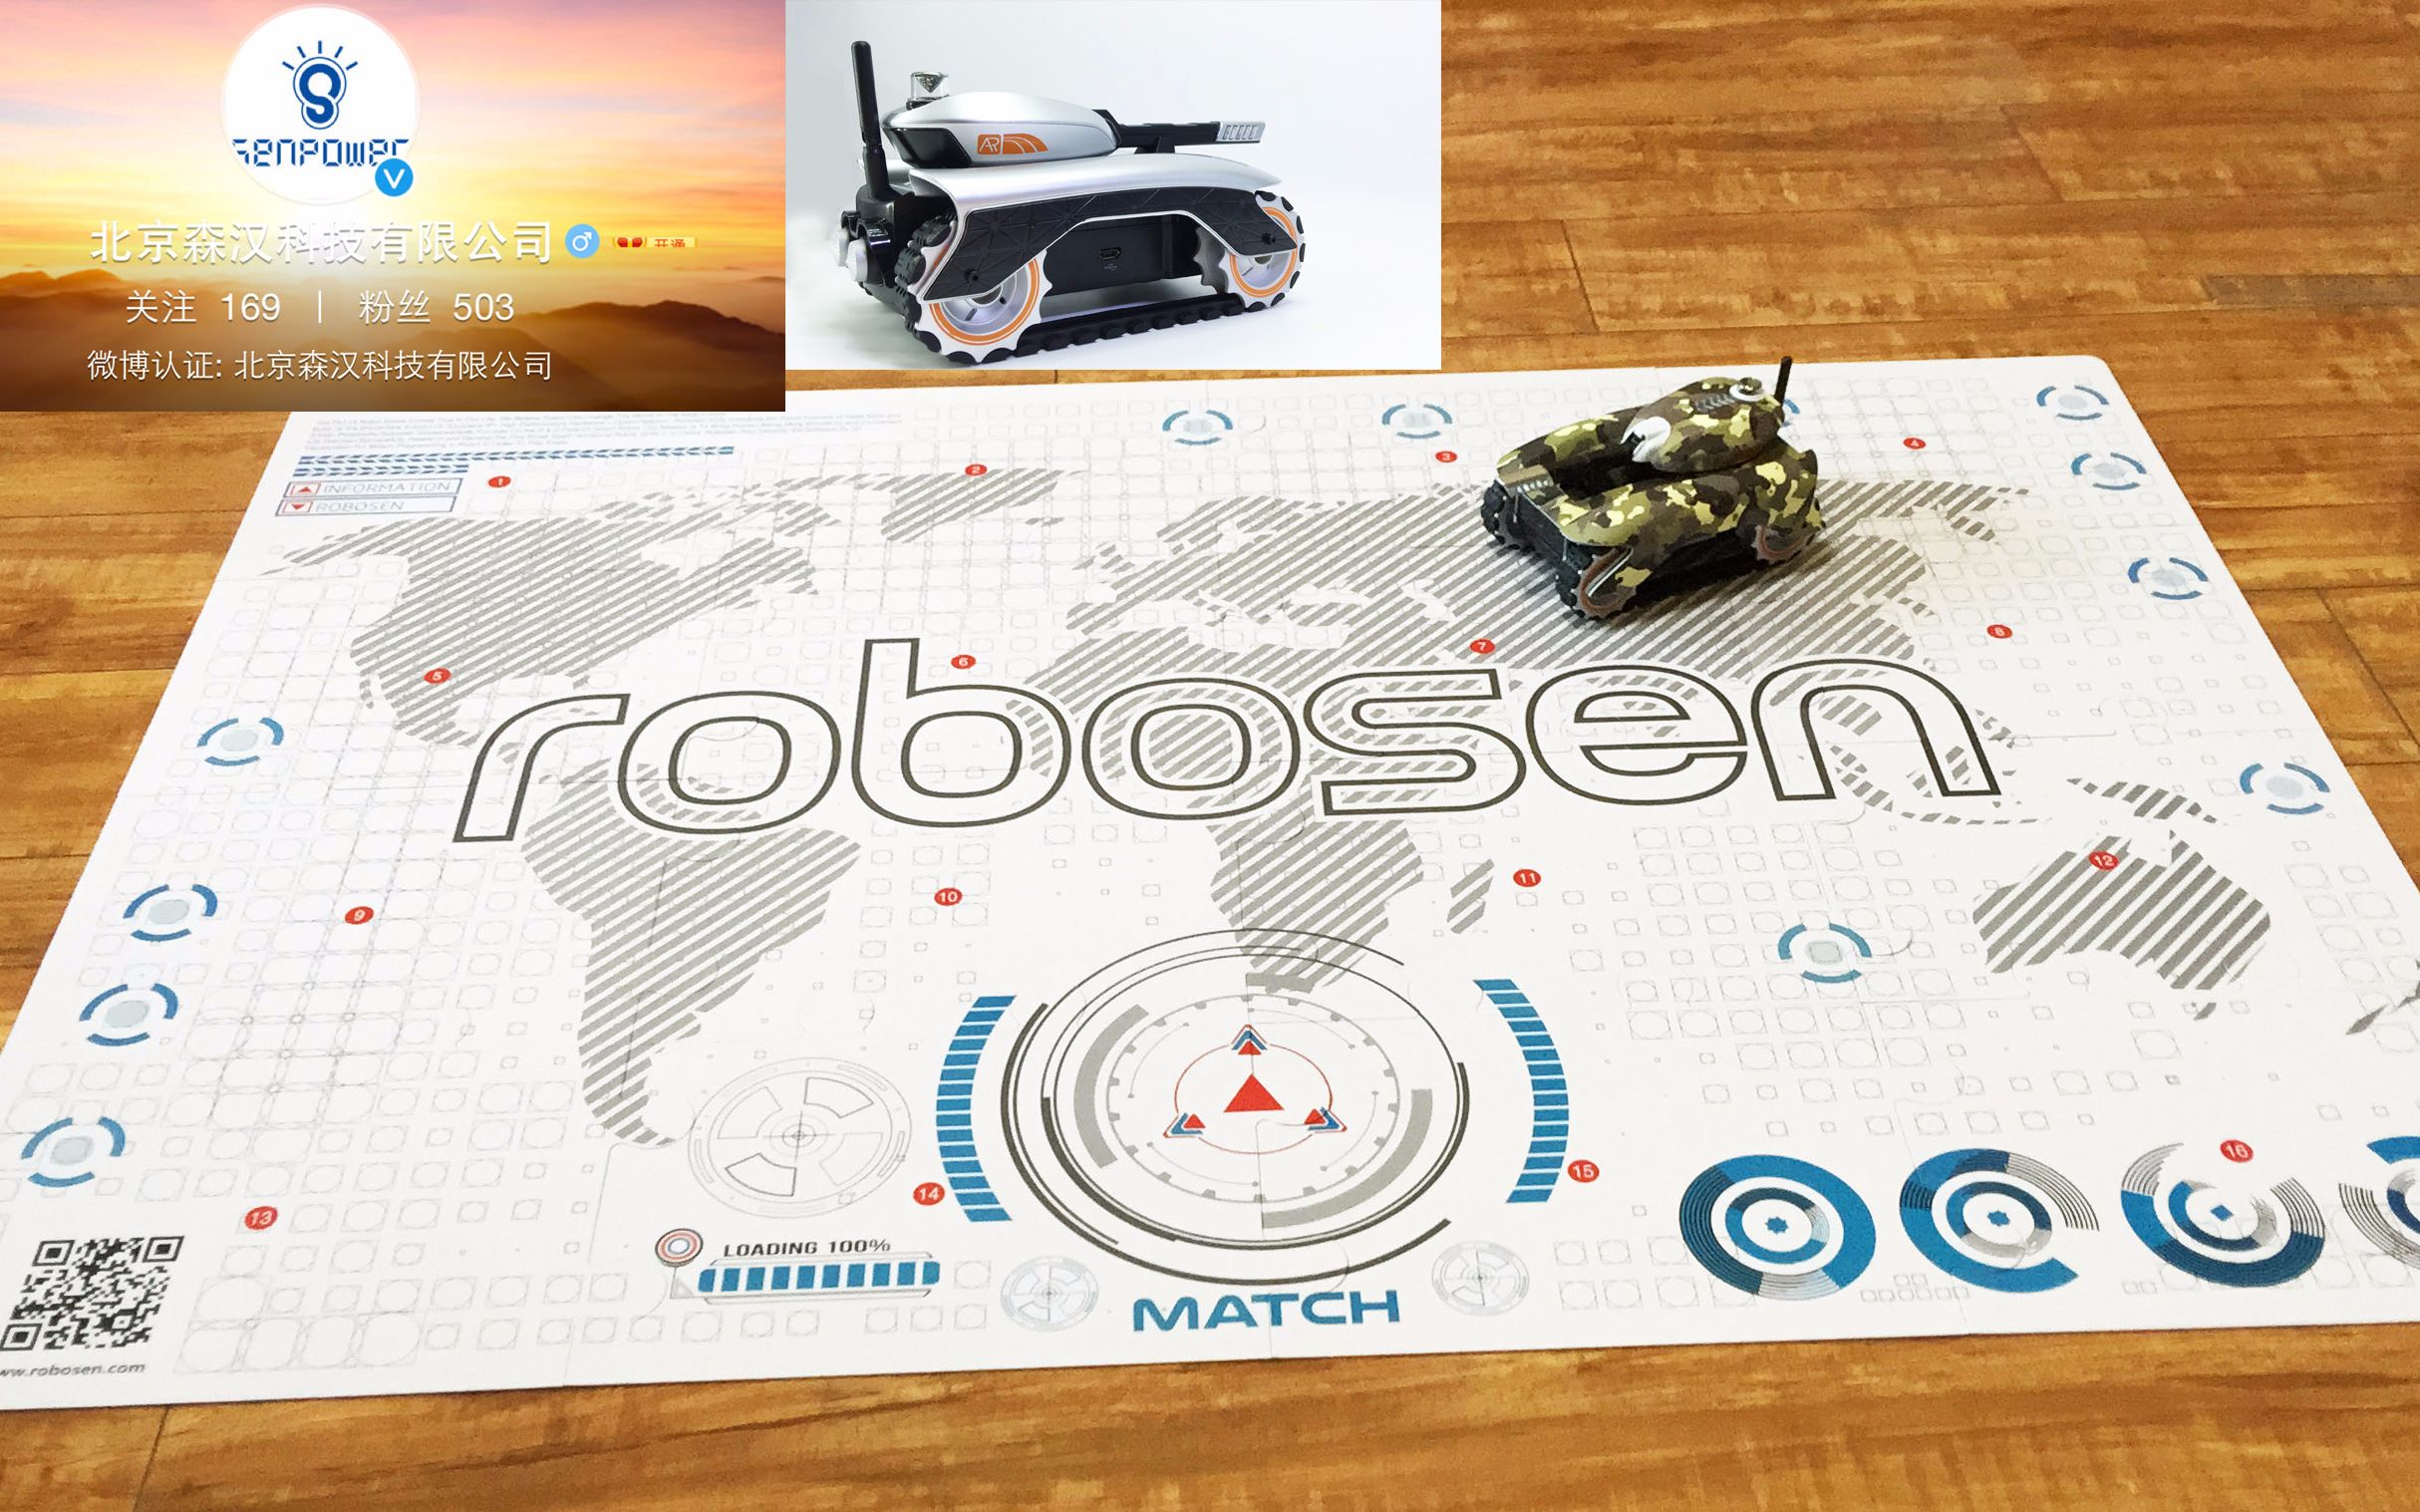 senpower
北京森汉科技有限公司
开通
关注 169 | 粉丝 503
微博认证: 北京森汉科技有限公司
AR
INFORMATION
ROBOSEN
1
2
3
4
5
6
7
8
robosen
9
10
11
12
13
14
15
16
LOADING 100%
MATCH
www.robosen.com